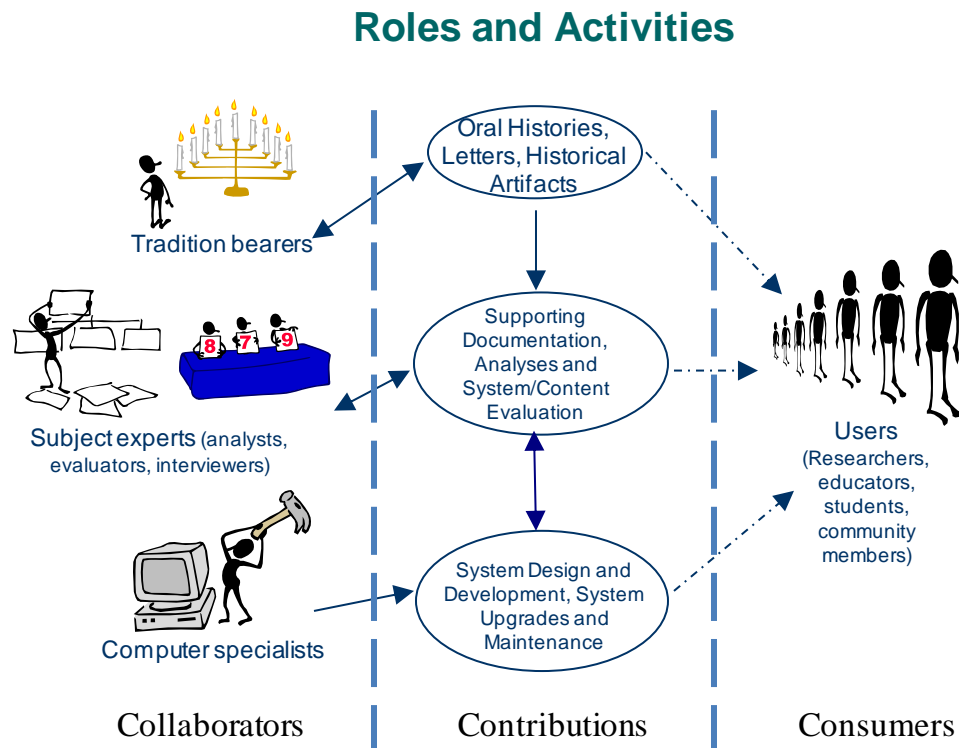 Roles and Activities
Oral Histories,
Letters, Historical
Artifacts
Tradition bearers
8 7 9
Supporting
Documentation,
Analyses and
System/Content
Evaluation
Subject experts (analysts,
evaluators, interviewers)
Users
(Researchers,
educators,
students,
community
members)
System Design and
Development, System
Upgrades and
Maintenance
Computer specialists
Collaborators
Contributions
Consumers